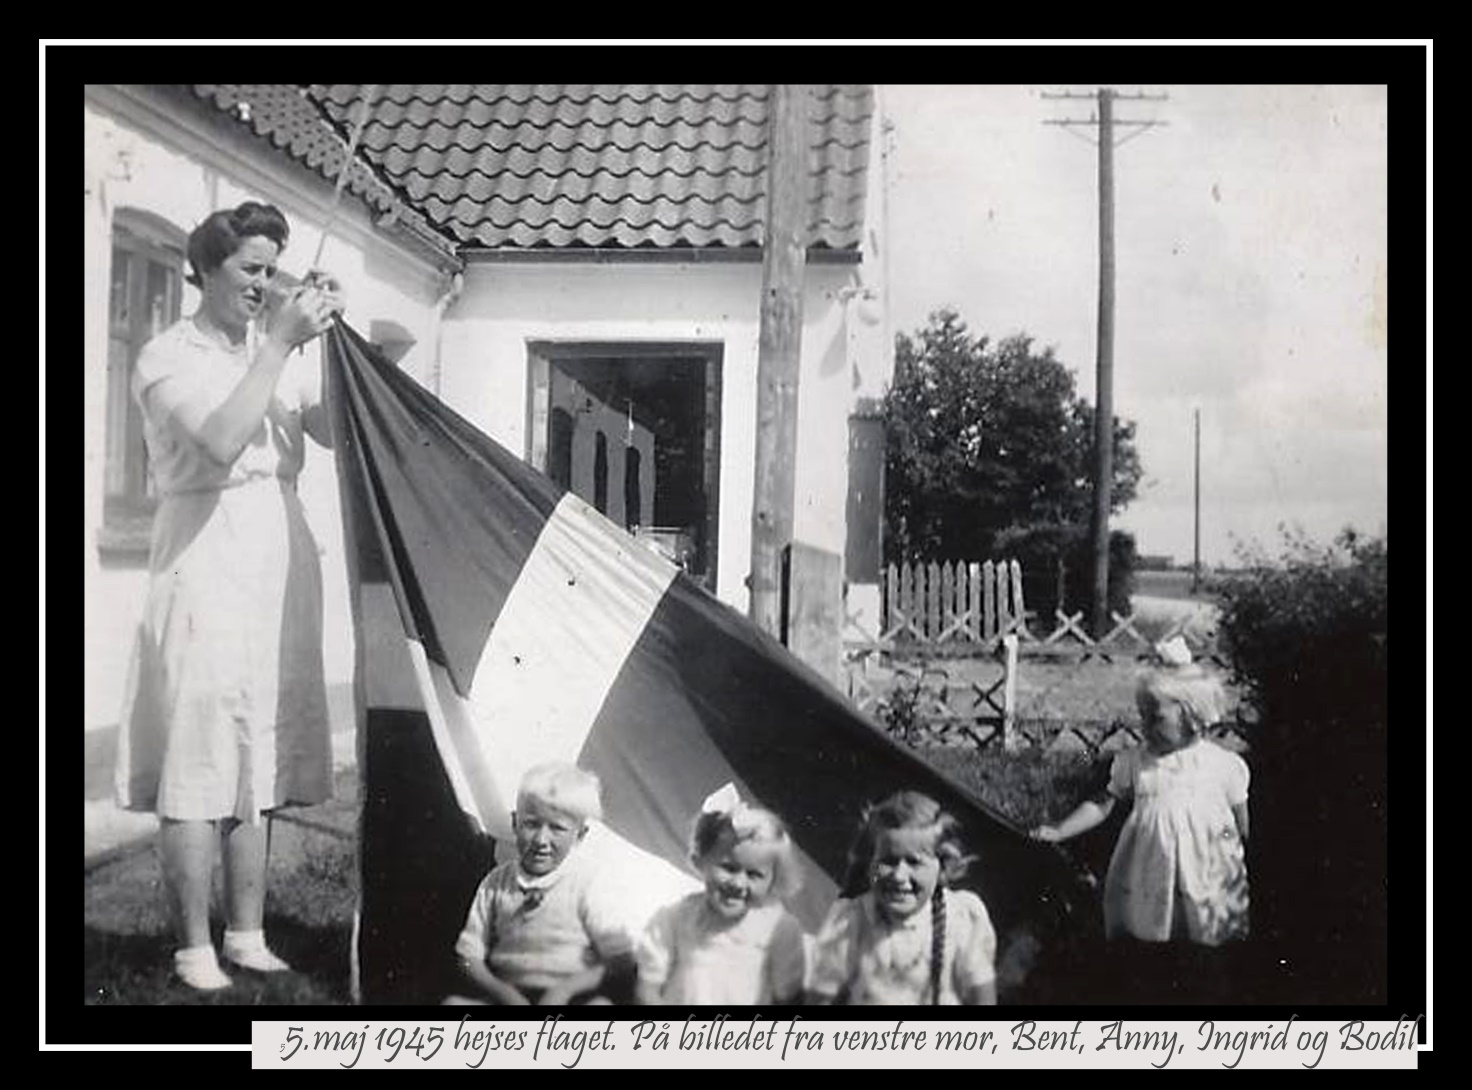 5.maj 1945 hejses flaget. På billedet fra venstre mor, Bent, Anny, Ingrid og Bodil